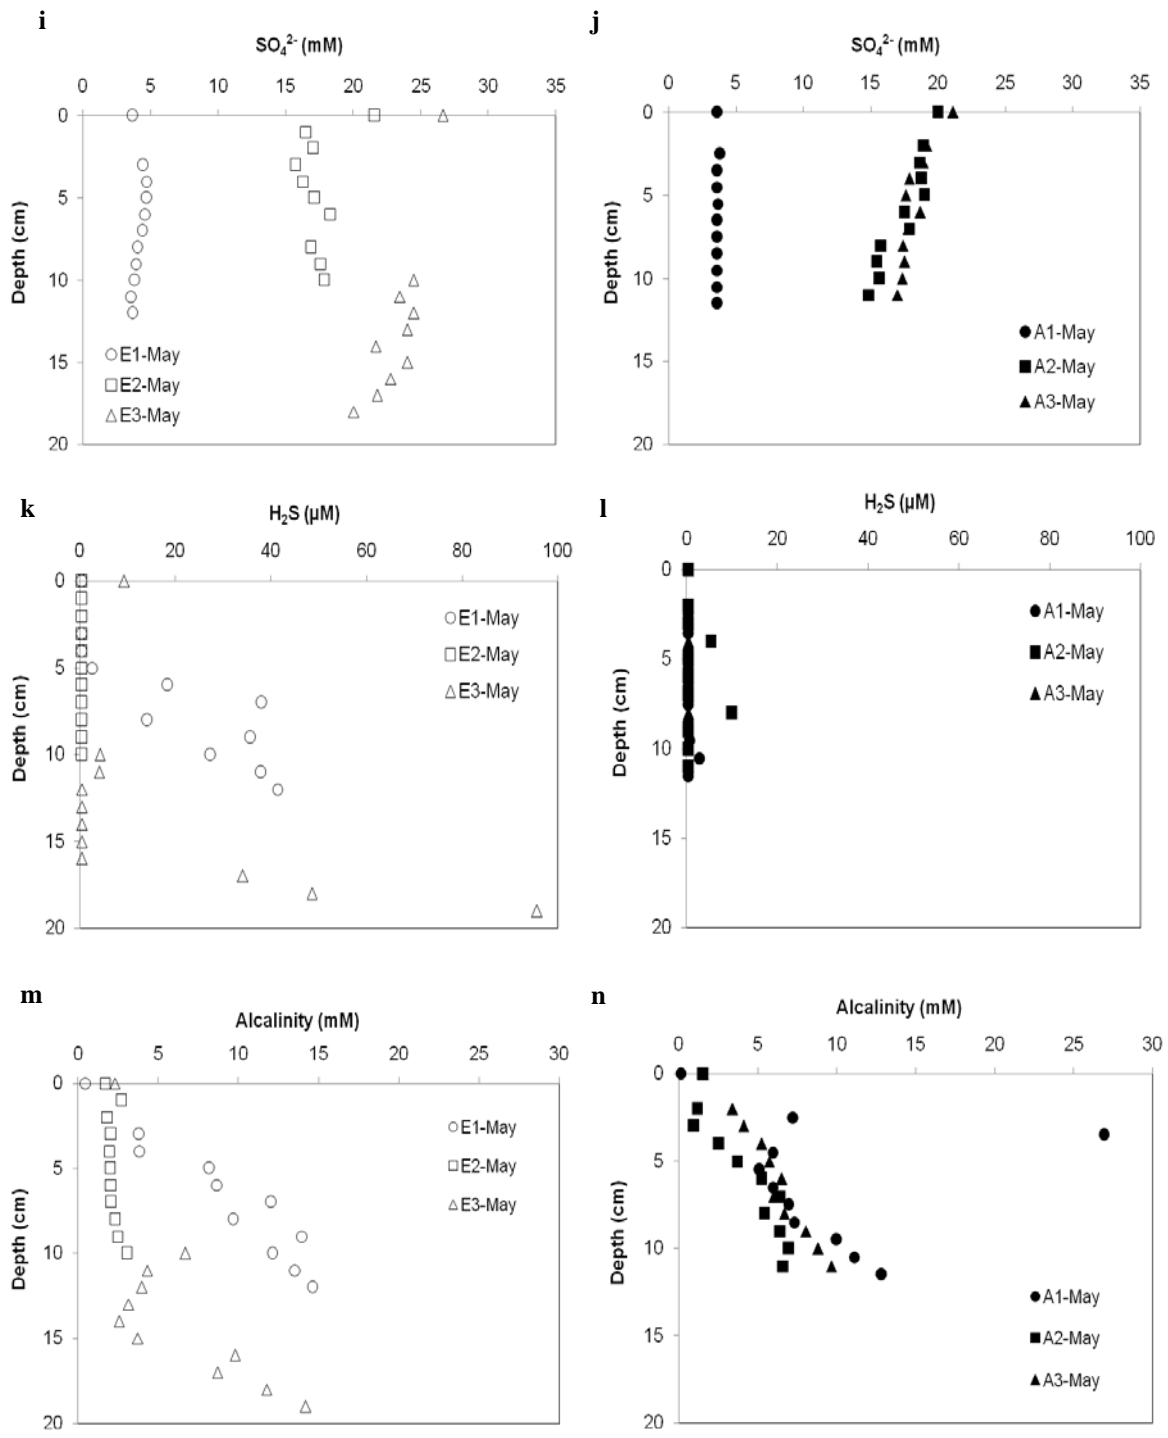 i
SO₄²⁻ (mM)
0 5 10 15 20 25 30 35
0
5
10
15
20
Depth (cm)
E1-May
E2-May
E3-May
j
SO₄²⁻ (mM)
0 5 10 15 20 25 30 35
0
5
10
15
20
Depth (cm)
A1-May
A2-May
A3-May
k
H₂S (µM)
0 20 40 60 80 100
0
5
10
15
20
Depth (cm)
E1-May
E2-May
E3-May
l
H₂S (µM)
0 20 40 60 80 100
0
5
10
15
20
Depth (cm)
A1-May
A2-May
A3-May
m
Alcalinity (mM)
0 5 10 15 20 25 30
0
5
10
15
20
Depth (cm)
E1-May
E2-May
E3-May
n
Alcalinity (mM)
0 5 10 15 20 25 30
0
5
10
15
20
Depth (cm)
A1-May
A2-May
A3-May